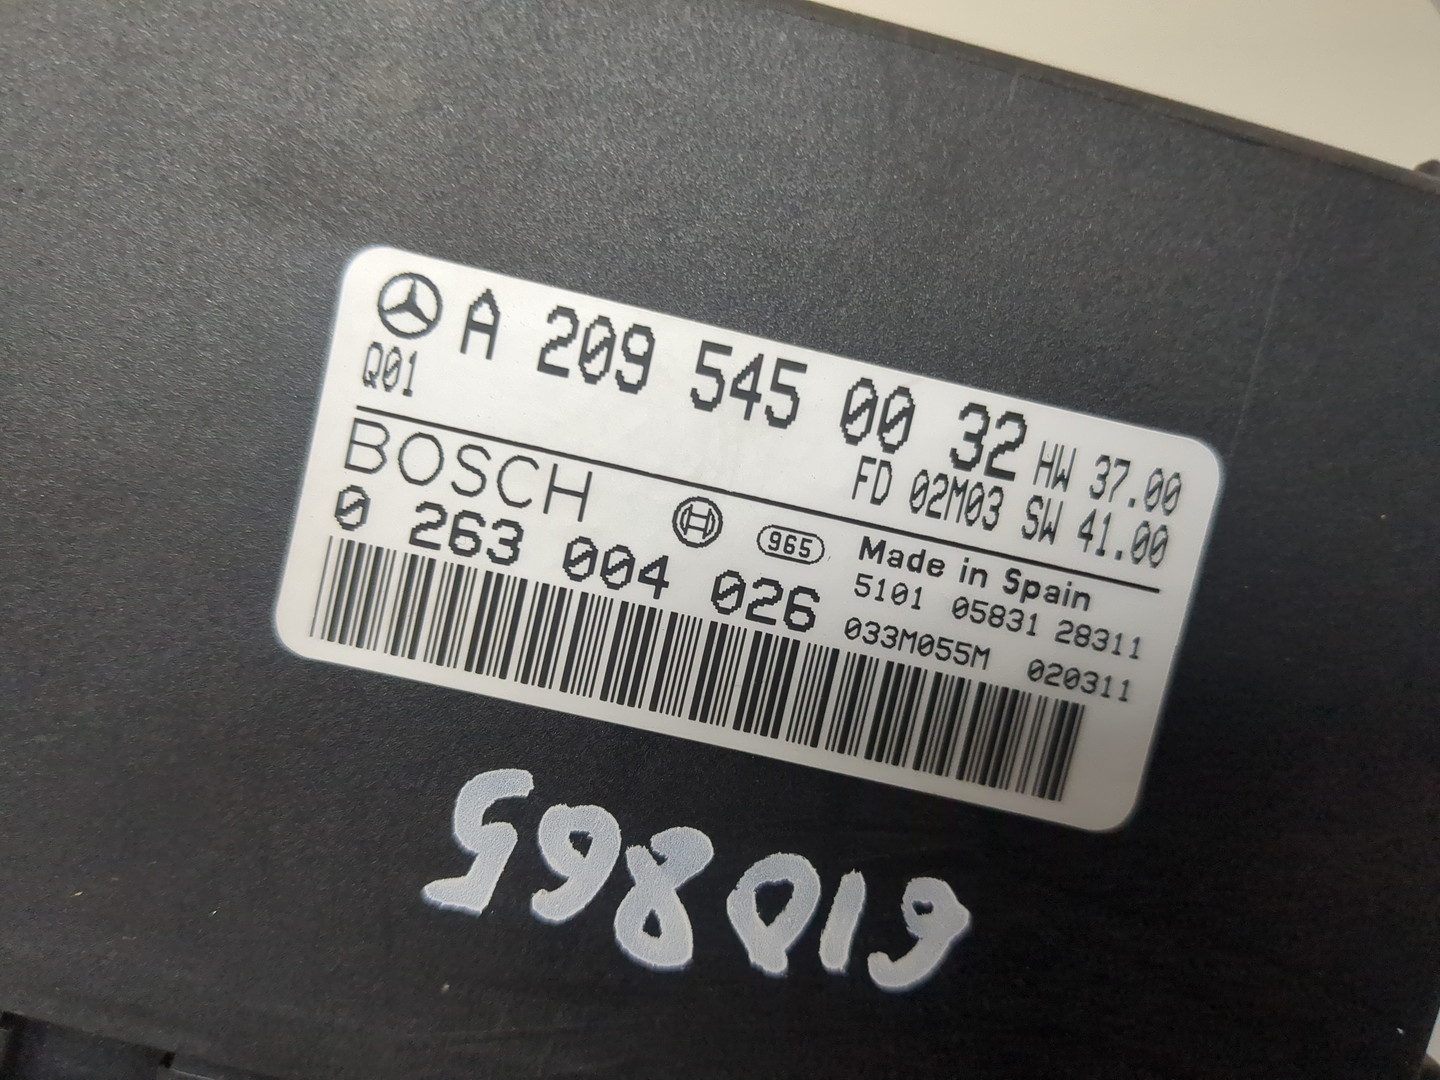 A 209 545 00 32
Q01
HW 37.00
FD 02M03 SW 41.00
BOSCH
965
Made in Spain
0 263 004 026
5101 05831 28311
033M055M 020311